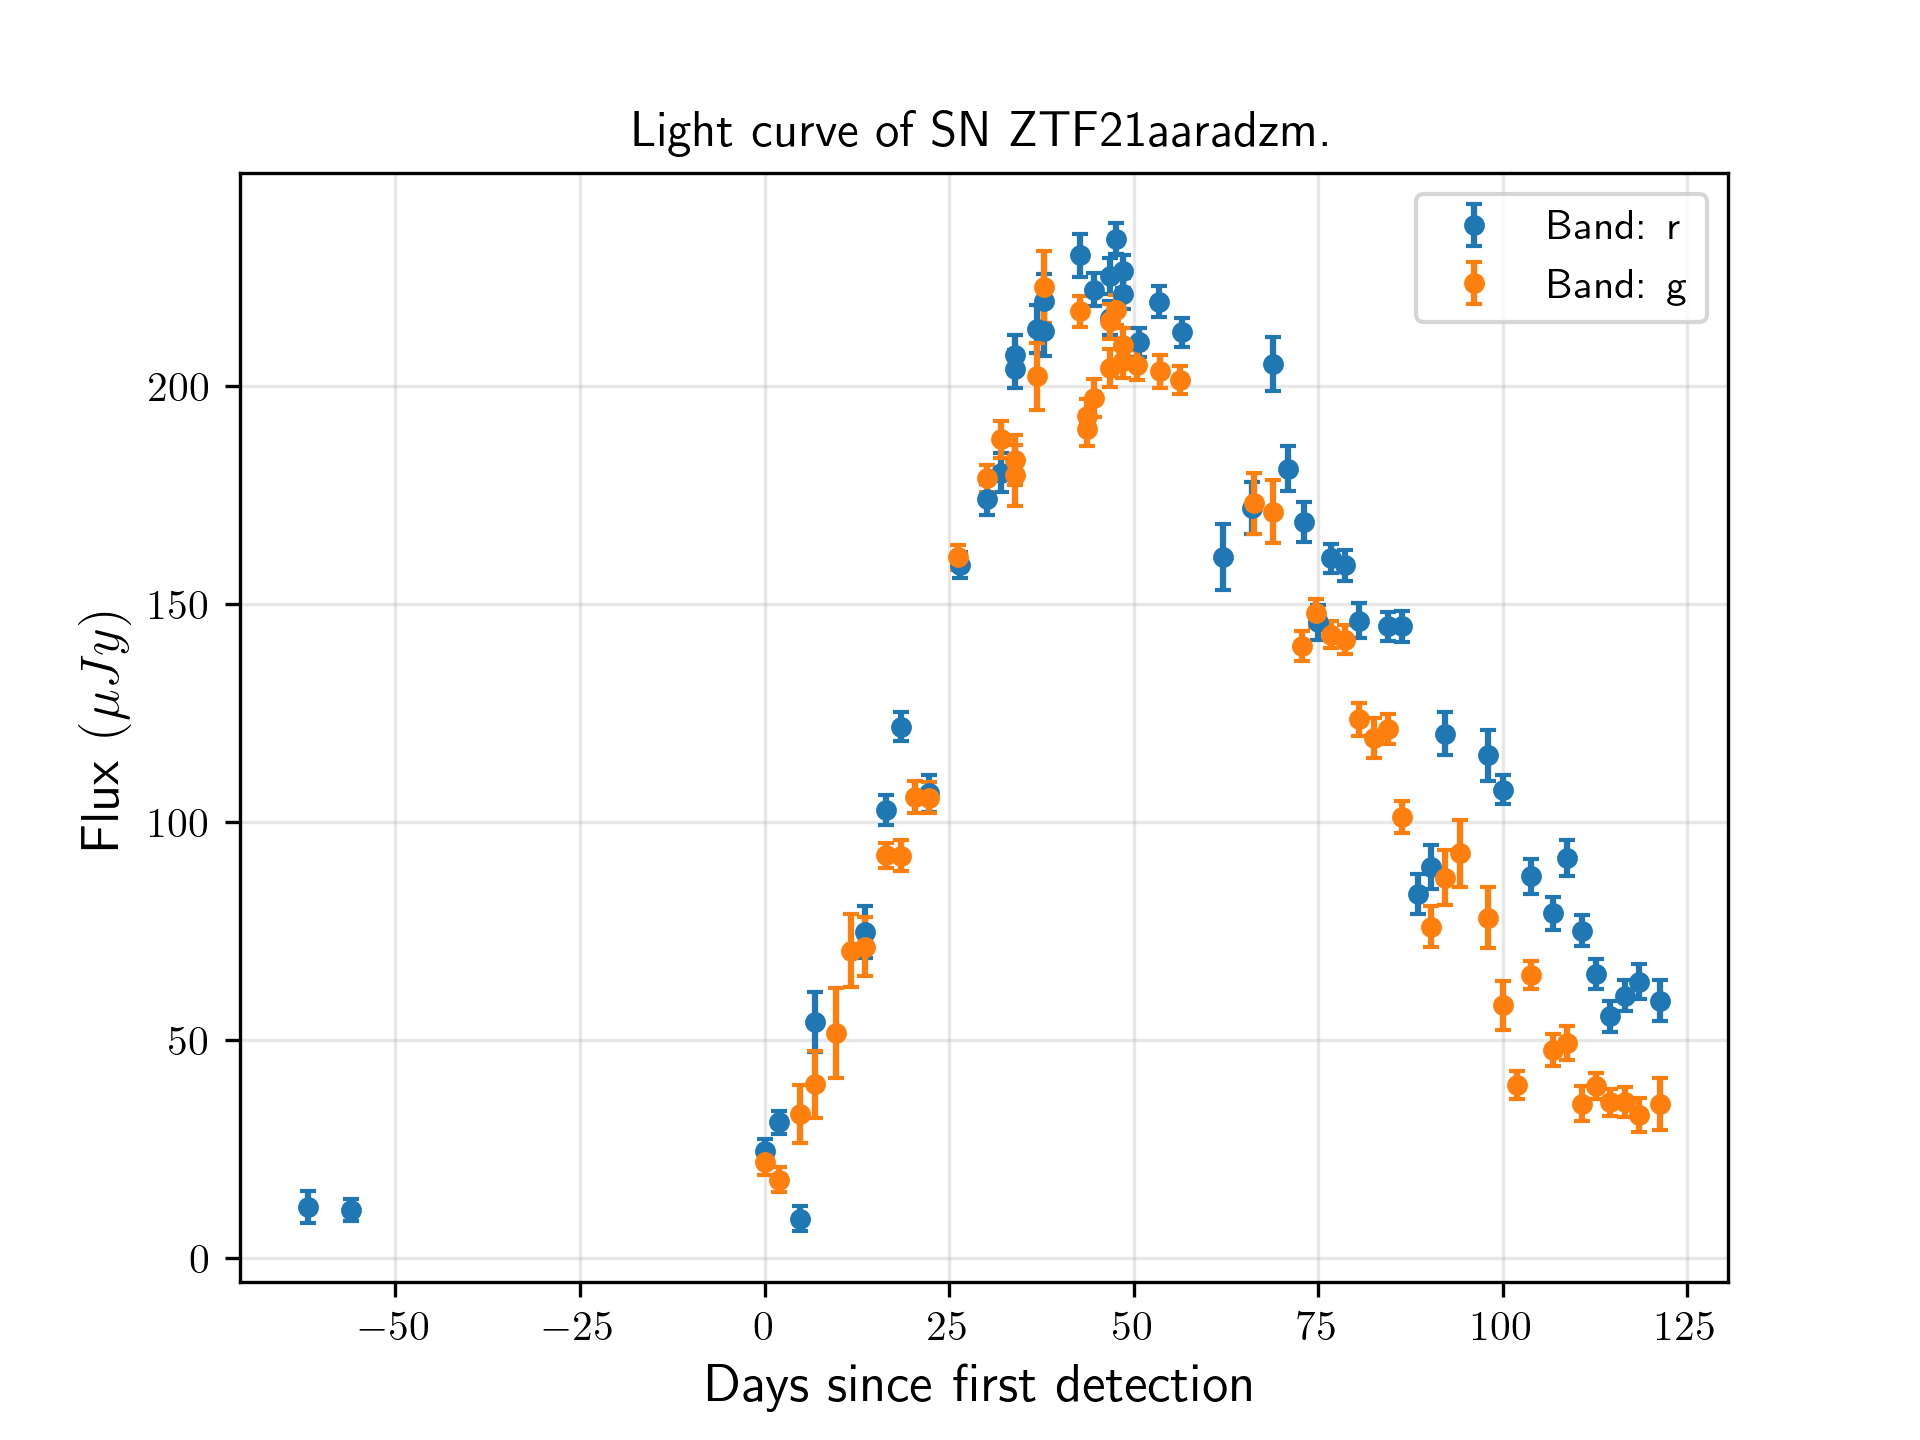 Light curve of SN ZTF21aaradzm.
Band: r
Band: g
Flux (μJy)
200
150
100
50
0
−50
−25
0
25
50
75
100
125
Days since first detection